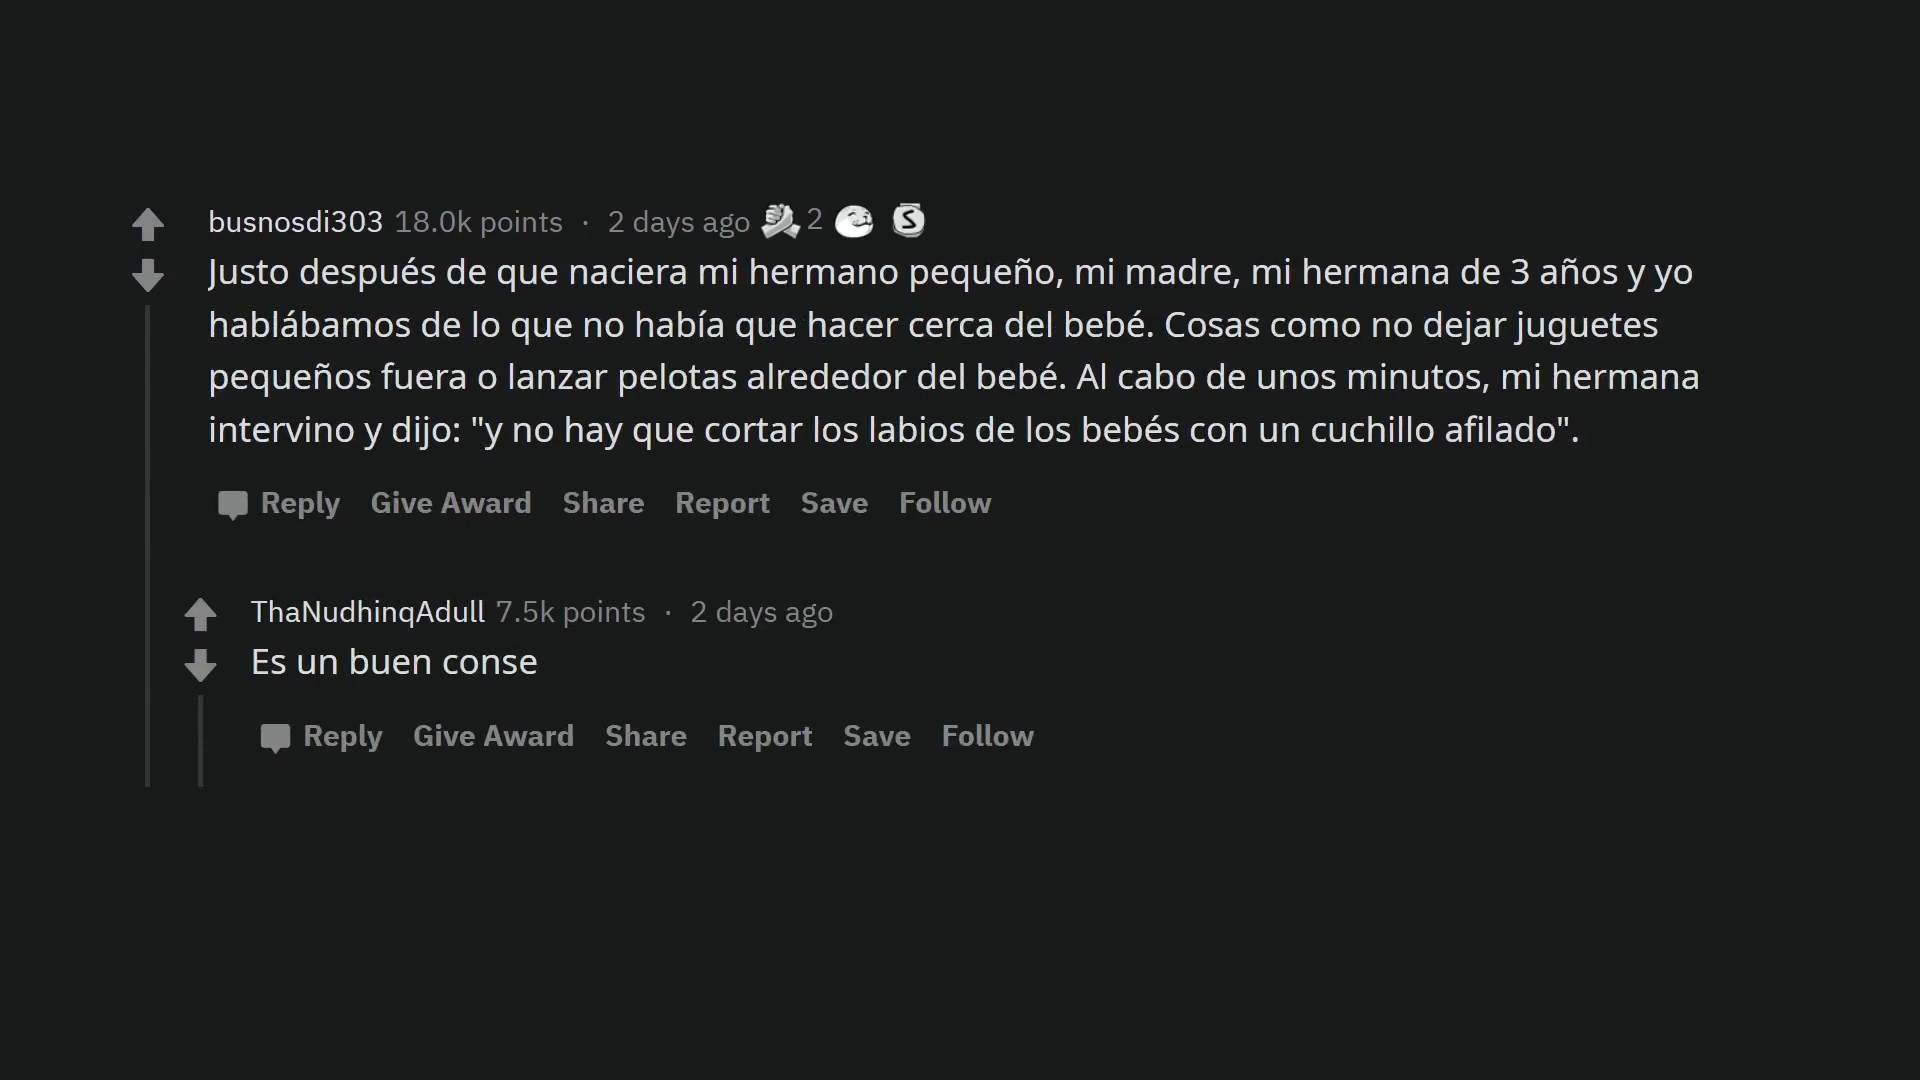 busnosdi303 18.0k points · 2 days ago 2 S
Justo después de que naciera mi hermano pequeño, mi madre, mi hermana de 3 años y yo
hablábamos de lo que no había que hacer cerca del bebé. Cosas como no dejar juguetes
pequeños fuera o lanzar pelotas alrededor del bebé. Al cabo de unos minutos, mi hermana
intervino y dijo: "y no hay que cortar los labios de los bebés con un cuchillo afilado".
Reply Give Award Share Report Save Follow
ThaNudhinqAdull 7.5k points · 2 days ago
Es un buen conse
Reply Give Award Share Report Save Follow